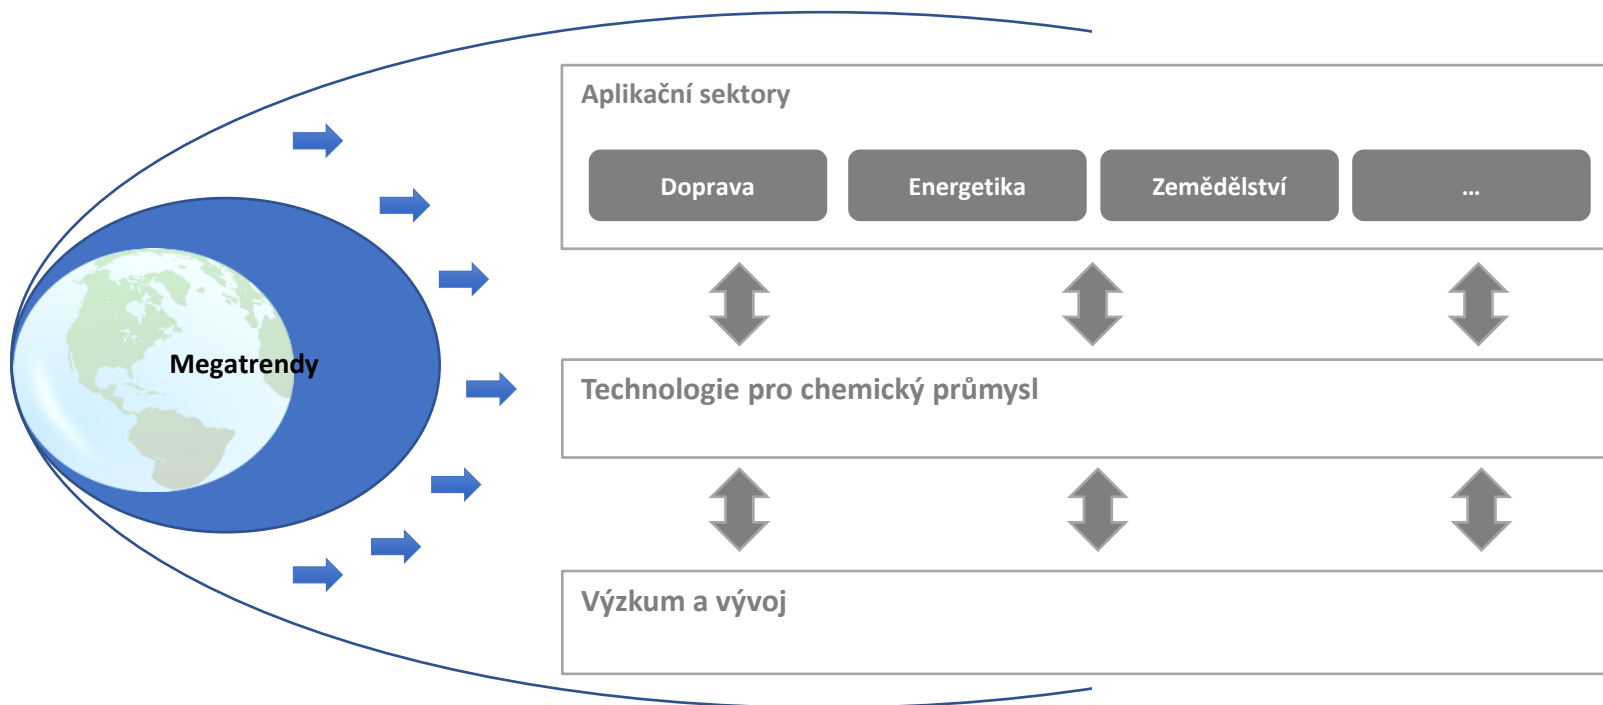 Aplikační sektory
Doprava
Energetika
Zemědělství
...
Megatrendy
Technologie pro chemický průmysl
Výzkum a vývoj